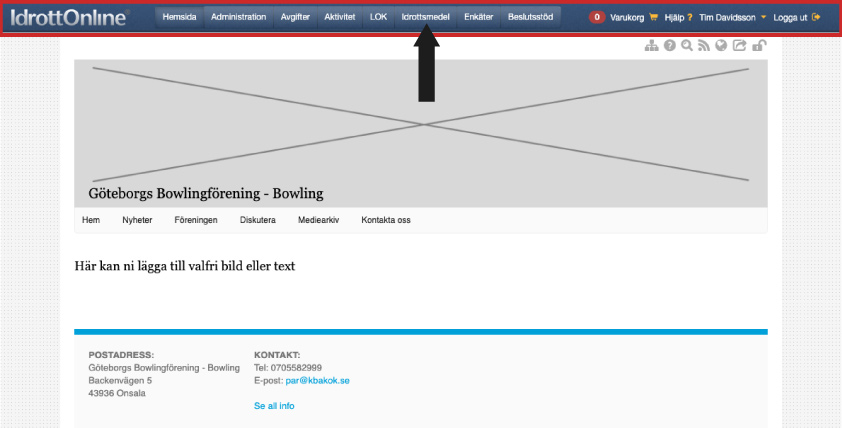 IdrottOnline® Hemsida Administration Avgifter Aktivitet LOK Idrottsmedel Enkäter Beslutsstöd 0 Varukorg Hjälp ? Tim Davidsson Logga ut
Göteborgs Bowlingförening - Bowling
Hem Nyheter Föreningen Diskutera Mediearkiv Kontakta oss
Här kan ni lägga till valfri bild eller text
POSTADRESS:
Göteborgs Bowlingförening - Bowling
Backenvägen 5
43936 Onsala
KONTAKT:
Tel: 0705582999
E-post: par@kbakok.se
Se all info